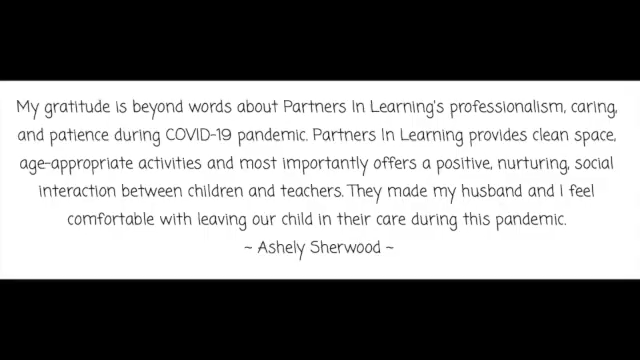 My gratitude is beyond words about Partners In Learning's professionalism, caring,
and patience during COVID-19 pandemic. Partners In Learning provides clean space,
age-appropriate activities and most importantly offers a positive, nurturing, social
interaction between children and teachers. They made my husband and I feel
comfortable with leaving our child in their care during this pandemic.
~ Ashely Sherwood ~